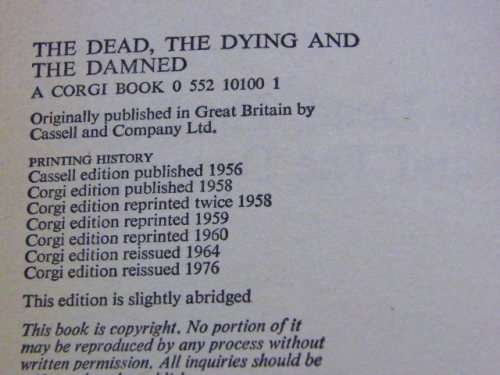 THE DEAD, THE DYING AND
THE DAMNED
A CORGI BOOK 0 552 10100 1
Originally published in Great Britain by
Cassell and Company Ltd.
PRINTING HISTORY
Cassell edition published 1956
Corgi edition published 1958
Corgi edition reprinted twice 1958
Corgi edition reprinted 1959
Corgi edition reprinted 1960
Corgi edition reissued 1964
Corgi edition reissued 1976
This edition is slightly abridged
This book is copyright. No portion of it
may be reproduced by any process without
written permission. All inquiries should be